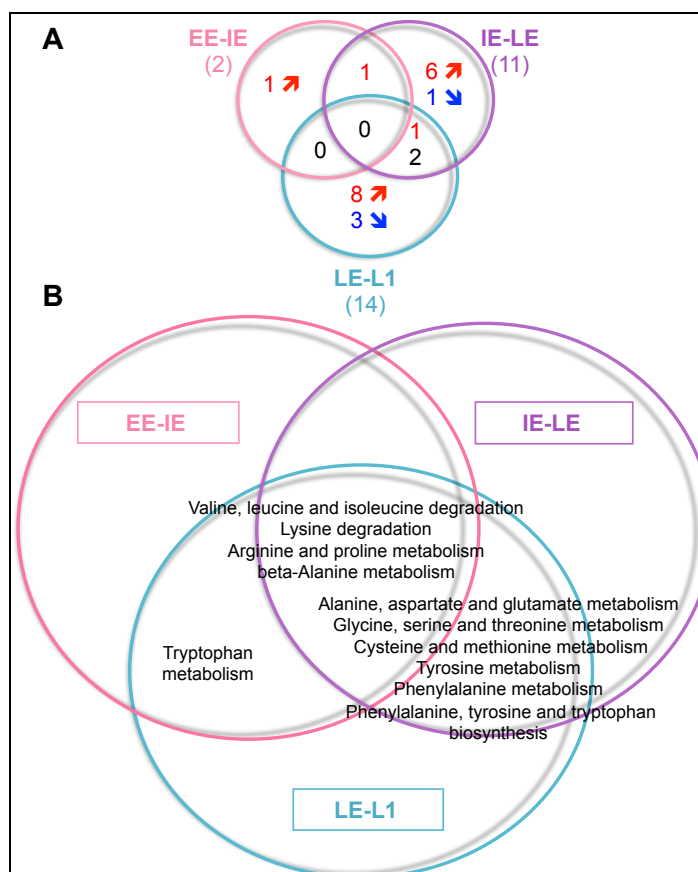 A
EE-IE
(2)
IE-LE
(11)
1
1
6
1
0
1
0
2
8
3
LE-L1
(14)
B
EE-IE
IE-LE
Valine, leucine and isoleucine degradation
Lysine degradation
Arginine and proline metabolism
beta-Alanine metabolism
Alanine, aspartate and glutamate metabolism
Glycine, serine and threonine metabolism
Cysteine and methionine metabolism
Tyrosine metabolism
Phenylalanine metabolism
Phenylalanine, tyrosine and tryptophan
biosynthesis
Tryptophan
metabolism
LE-L1